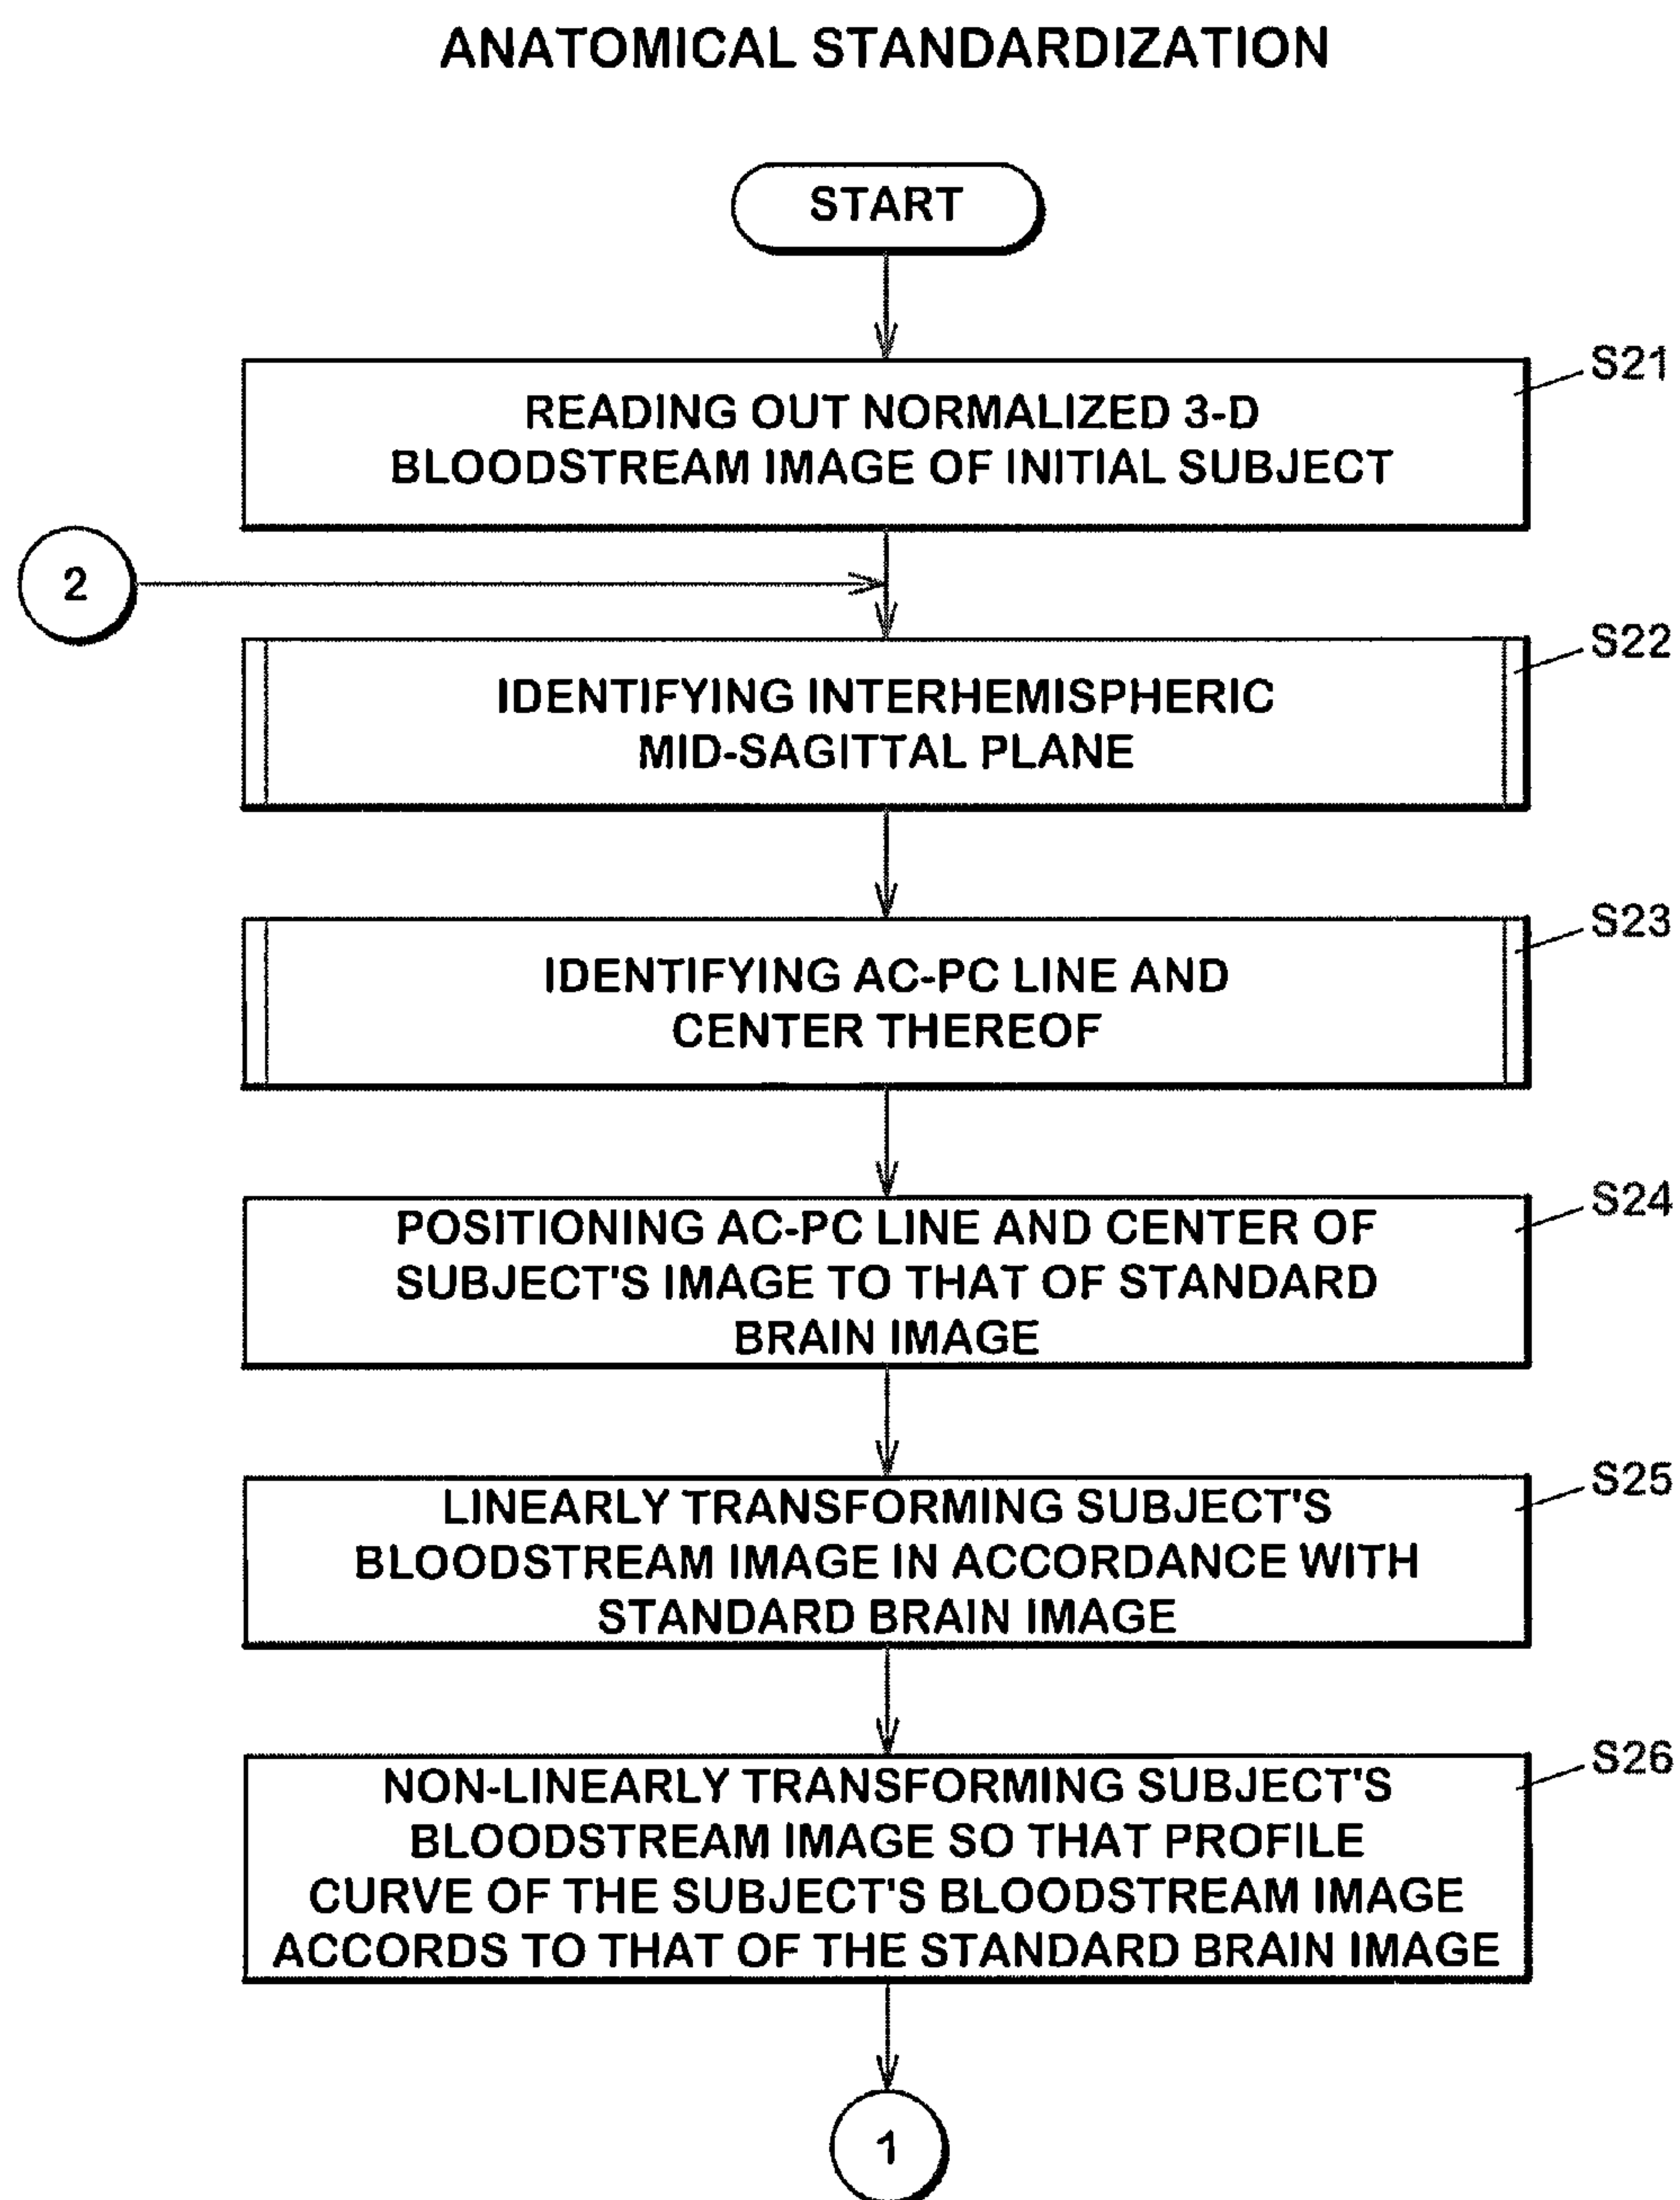 ANATOMICAL STANDARDIZATION
START
S21
READING OUT NORMALIZED 3-D
BLOODSTREAM IMAGE OF INITIAL SUBJECT
2
S22
IDENTIFYING INTERHEMISPHERIC
MID-SAGITTAL PLANE
S23
IDENTIFYING AC-PC LINE AND
CENTER THEREOF
S24
POSITIONING AC-PC LINE AND CENTER OF
SUBJECT'S IMAGE TO THAT OF STANDARD
BRAIN IMAGE
S25
LINEARLY TRANSFORMING SUBJECT'S
BLOODSTREAM IMAGE IN ACCORDANCE WITH
STANDARD BRAIN IMAGE
S26
NON-LINEARLY TRANSFORMING SUBJECT'S
BLOODSTREAM IMAGE SO THAT PROFILE
CURVE OF THE SUBJECT'S BLOODSTREAM IMAGE
ACCORDS TO THAT OF THE STANDARD BRAIN IMAGE
1